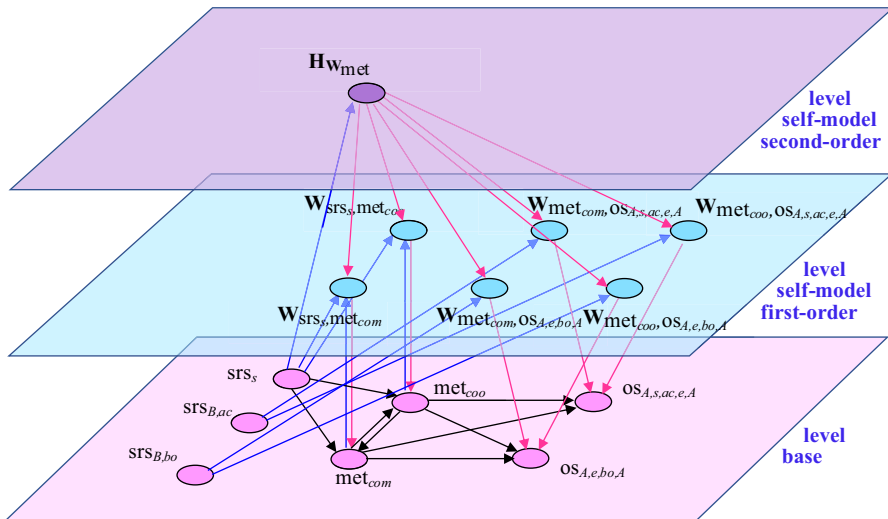 H_W_met
level
self-model
second-order
W_srs_s,met_coo
W_met_com,os_A,s,ac,e,A
W_met_coo,os_A,s,ac,e,A
level
self-model
first-order
W_srs_s,met_com
W_met_com,os_A,e,bo,A
W_met_coo,os_A,e,bo,A
srs_s
met_coo
os_A,s,ac,e,A
srs_B,ac
level
base
srs_B,bo
met_com
os_A,e,bo,A